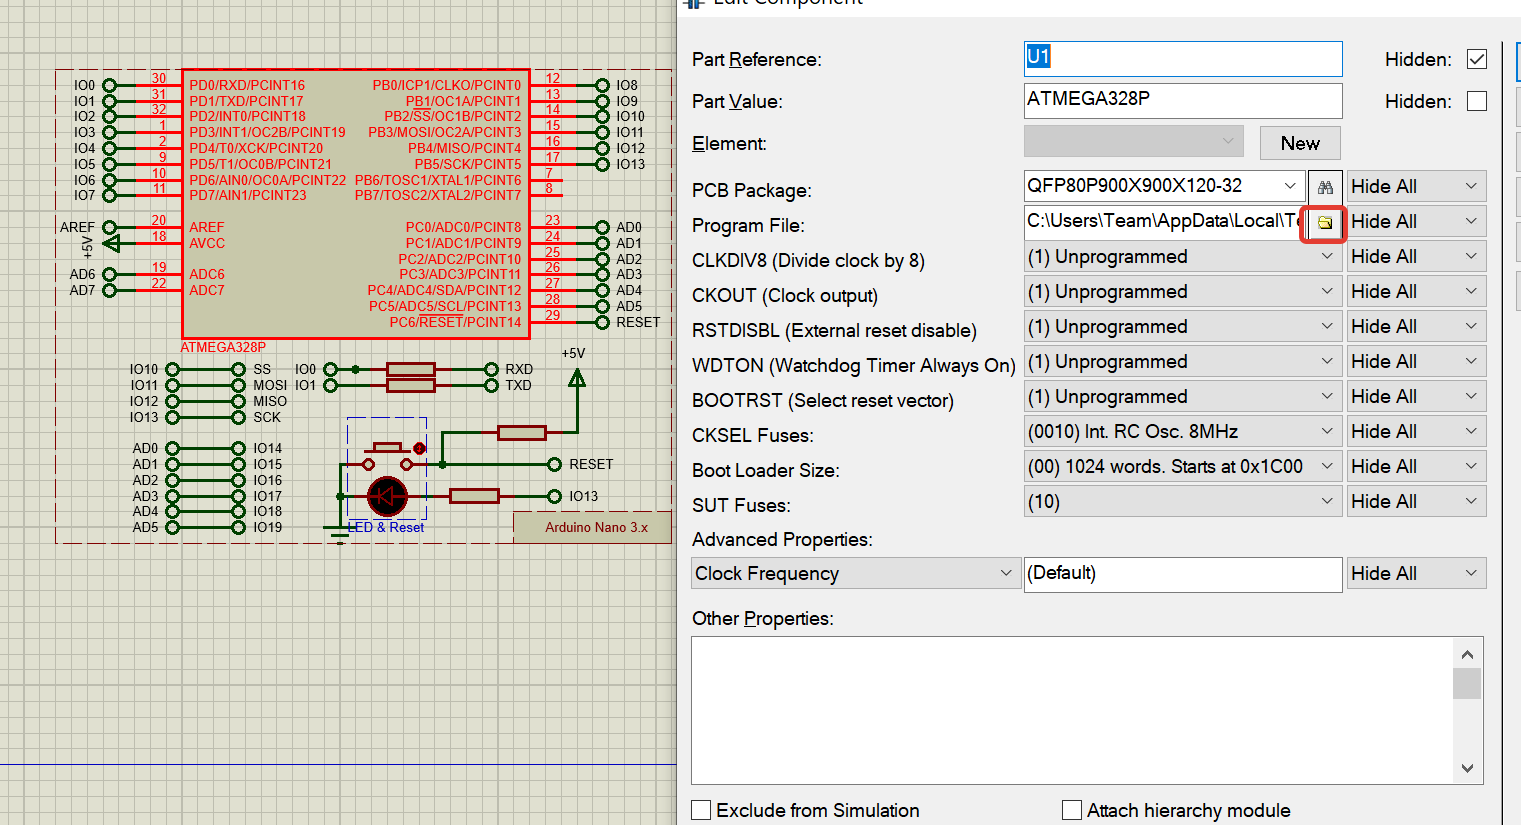 Edit Component
Part Reference:
U1
Hidden:
Part Value:
ATMEGA328P
Hidden:
Element:
New
PCB Package:
QFP80P900X900X120-32
Hide All
Program File:
C:\Users\Team\AppData\Local\Te
Hide All
CLKDIV8 (Divide clock by 8)
(1) Unprogrammed
Hide All
CKOUT (Clock output)
(1) Unprogrammed
Hide All
RSTDISBL (External reset disable)
(1) Unprogrammed
Hide All
WDTON (Watchdog Timer Always On)
(1) Unprogrammed
Hide All
BOOTRST (Select reset vector)
(1) Unprogrammed
Hide All
CKSEL Fuses:
(0010) Int. RC Osc. 8MHz
Hide All
Boot Loader Size:
(00) 1024 words. Starts at 0x1C00
Hide All
SUT Fuses:
(10)
Hide All
Advanced Properties:
Clock Frequency
(Default)
Hide All
Other Properties:
Exclude from Simulation
Attach hierarchy module
IO0 30 PD0/RXD/PCINT16
IO1 31 PD1/TXD/PCINT17
IO2 32 PD2/INT0/PCINT18
IO3 1 PD3/INT1/OC2B/PCINT19
IO4 2 PD4/T0/XCK/PCINT20
IO5 9 PD5/T1/OC0B/PCINT21
IO6 10 PD6/AIN0/OC0A/PCINT22
IO7 11 PD7/AIN1/PCINT23
AREF 20 AREF
+5V 18 AVCC
AD6 19 ADC6
AD7 22 ADC7
PB0/ICP1/CLKO/PCINT0 12 IO8
PB1/OC1A/PCINT1 13 IO9
PB2/SS/OC1B/PCINT2 14 IO10
PB3/MOSI/OC2A/PCINT3 15 IO11
PB4/MISO/PCINT4 16 IO12
PB5/SCK/PCINT5 17 IO13
PB6/TOSC1/XTAL1/PCINT6 7
PB7/TOSC2/XTAL2/PCINT7 8
PC0/ADC0/PCINT8 23 AD0
PC1/ADC1/PCINT9 24 AD1
PC2/ADC2/PCINT10 25 AD2
PC3/ADC3/PCINT11 26 AD3
PC4/ADC4/SDA/PCINT12 27 AD4
PC5/ADC5/SCL/PCINT13 28 AD5
PC6/RESET/PCINT14 29 RESET
ATMEGA328P
IO10 SS
IO11 MOSI
IO12 MISO
IO13 SCK
IO0 RXD
IO1 TXD
+5V
AD0 IO14
AD1 IO15
AD2 IO16
AD3 IO17
AD4 IO18
AD5 IO19
RESET
IO13
LED & Reset
Arduino Nano 3.x